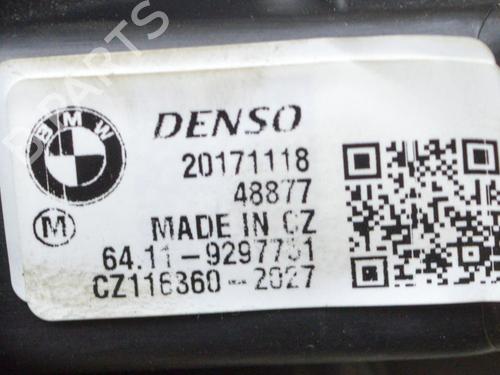 BMW
DENSO
20171118
48877
M
MADE IN CZ
64.11-9297751
CZ116360-2027